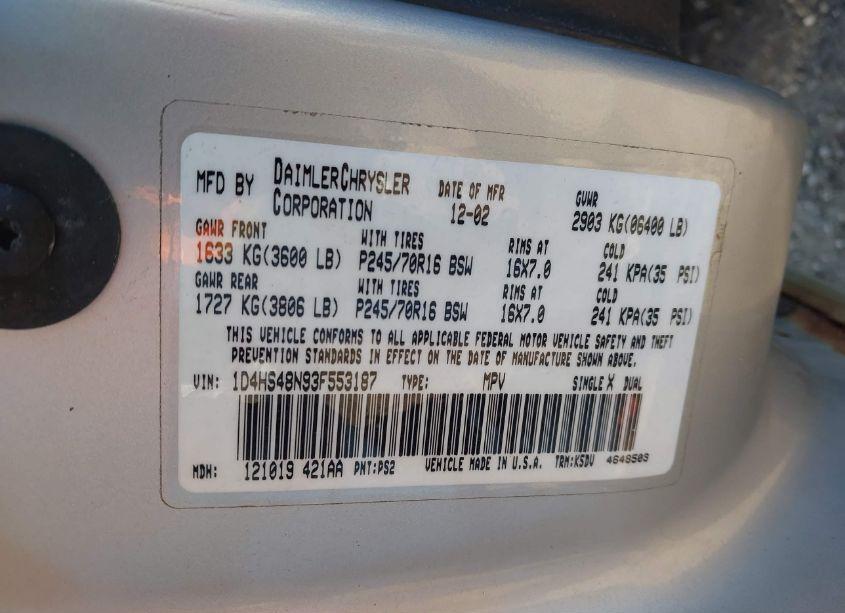 MFD BY DAIMLERCHRYSLER CORPORATION DATE OF MFR 12-02 GVWR 2903 KG(06400 LB)
GAWR FRONT WITH TIRES RIMS AT COLD
1633 KG(3600 LB) P245/70R16 BSW 16X7.0 241 KPA(35 PSI)
GAWR REAR WITH TIRES RIMS AT COLD
1727 KG(3806 LB) P245/70R16 BSW 16X7.0 241 KPA(35 PSI)
THIS VEHICLE CONFORMS TO ALL APPLICABLE FEDERAL MOTOR VEHICLE SAFETY AND THEFT
PREVENTION STANDARDS IN EFFECT ON THE DATE OF MANUFACTURE SHOWN ABOVE.
VIN: 1D4HS48N93F553187 TYPE: MPV SINGLE X DUAL
MDH: 121019 421AA PNT:PS2 VEHICLE MADE IN U.S.A. TRM:K5DV 4648503